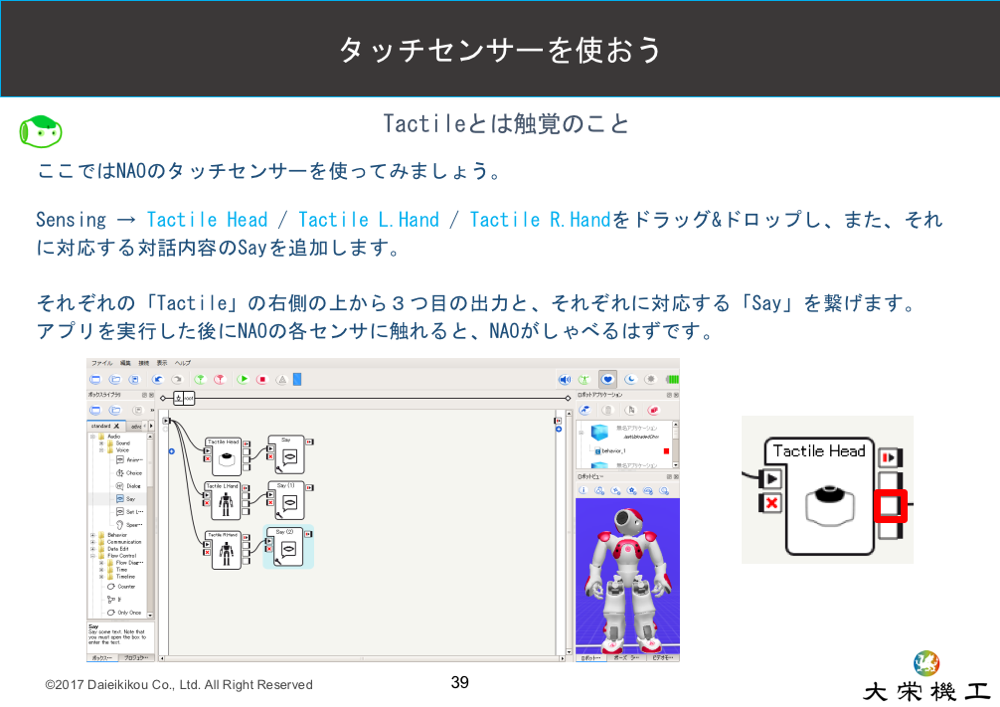 タッチセンサーを使おう
Tactileとは触覚のこと
ここではNAOのタッチセンサーを使ってみましょう。
Sensing → Tactile Head / Tactile L.Hand / Tactile R.Handをドラッグ&ドロップし、また、それ
に対応する対話内容のSayを追加します。
それぞれの「Tactile」の右側の上から３つ目の出力と、それぞれに対応する「Say」を繋げます。
アプリを実行した後にNAOの各センサに触れると、NAOがしゃべるはずです。
ファイル 編集 接続 表示 ヘルプ
ボックスライブラリ
root
standard
Audio
Sound
Voice
Anim…
Choice
Dialog
Say
Set l…
Spee…
Behavior
Communication
Data Edit
Flow Control
Flow Diag…
Time
Timeline
Counter
If
Only Once
Say
Say some text. Note that
you must open the box to
enter the text.
Tactile Head
Say
Tactile L.Hand
Say (1)
Tactile R.Hand
Say (2)
ロボットアプリケーション
無名アプリケーション
behavior_1
無名アプリケーション
ロボットビュー
Tactile Head
©2017 Daieikikou Co., Ltd. All Right Reserved
39
大栄機工